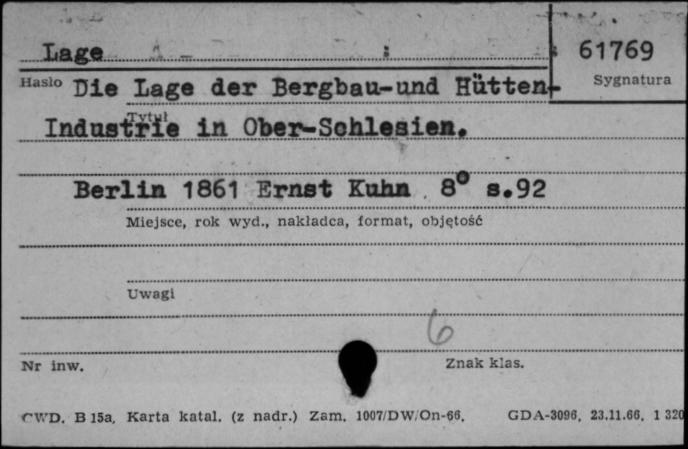 Lage 61769
Hasło Die Lage der Bergbau-und Hütten- Sygnatura
Tytuł
Industrie in Ober-Schlesien.
Berlin 1861 Ernst Kuhn 8° s.92
Miejsce, rok wyd., nakładca, format, objętość
Uwagi
6
Nr inw. Znak klas.
CWD. B 15a, Karta katal. (z nadr.) Zam. 1007/DW/On-66. GDA-3096, 23.11.66, 1 320